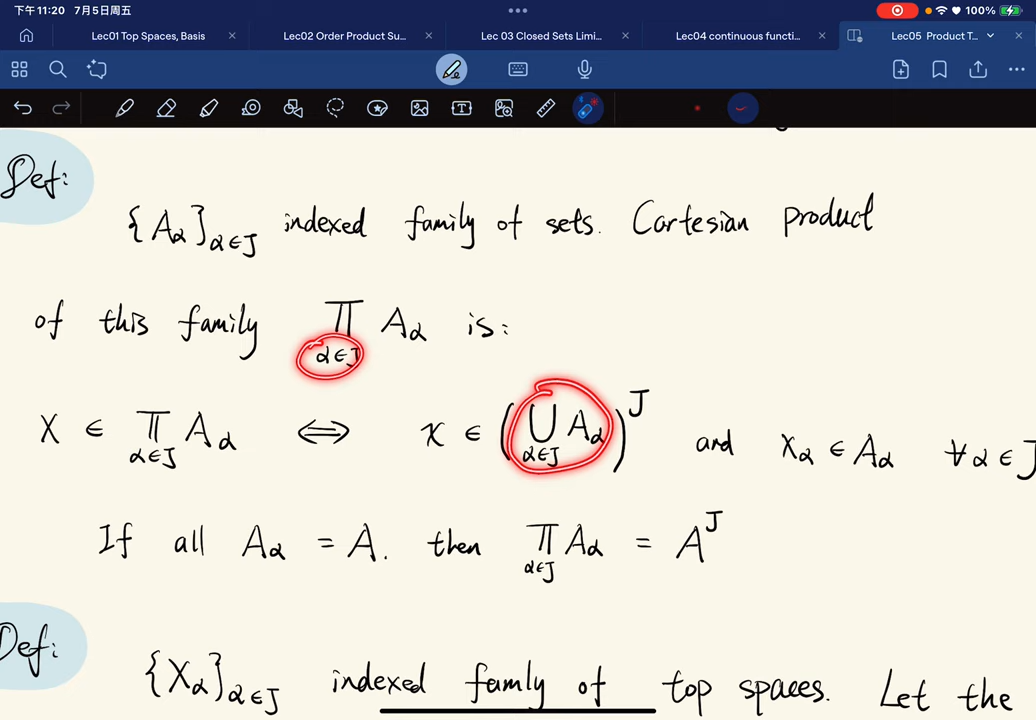 下午11:20 7月5日周五
100%
Lec01 Top Spaces, Basis
Lec02 Order Product Su...
Lec 03 Closed Sets Limi...
Lec04 continuous functi...
Lec05 Product T...
Def:
{Aα}α∈J indexed family of sets. Cartesian product
of this family ∏α∈J Aα is:
X ∈ ∏α∈J Aα ⟺ x ∈ (⋃α∈J Aα)^J and xα ∈ Aα ∀α∈J
If all Aα = A. then ∏α∈J Aα = A^J
Def:
{Xα}α∈J indexed famly of top spaces. Let the